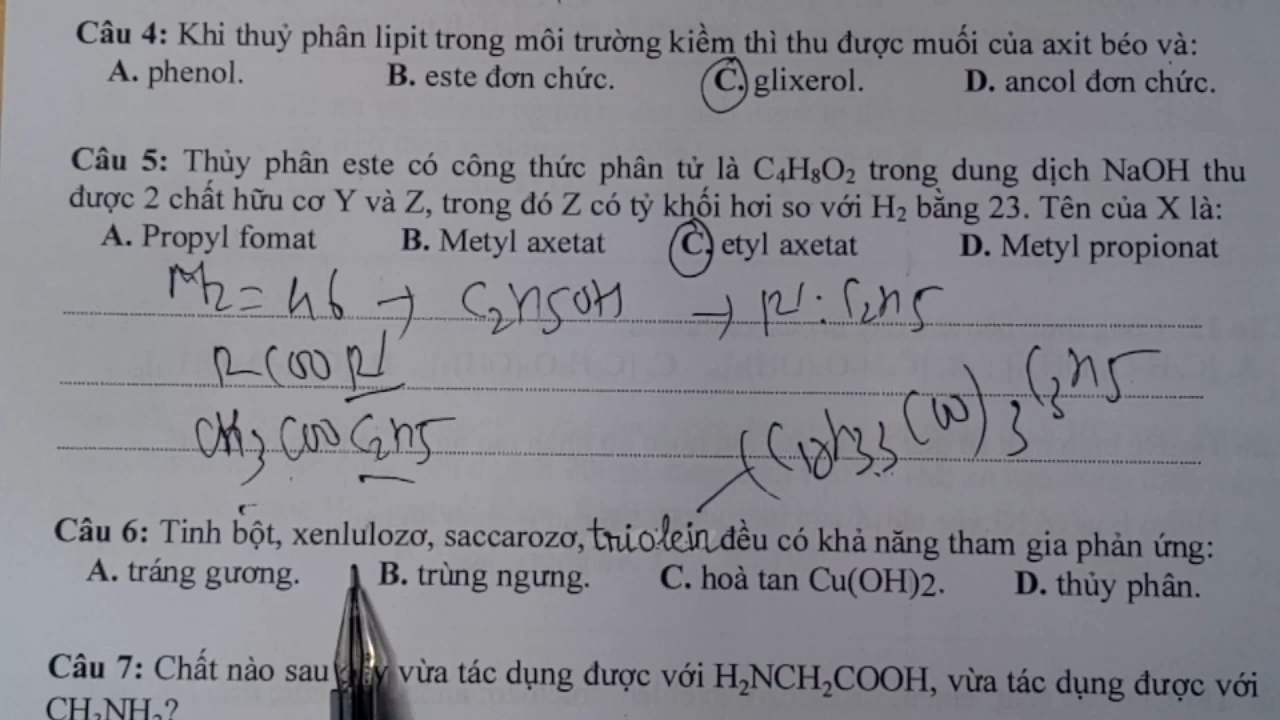 Câu 4: Khi thuỷ phân lipit trong môi trường kiềm thì thu được muối của axit béo và:
A. phenol. B. este đơn chức. C. glixerol. D. ancol đơn chức.
Câu 5: Thủy phân este có công thức phân tử là C₄H₈O₂ trong dung dịch NaOH thu
được 2 chất hữu cơ Y và Z, trong đó Z có tỷ khối hơi so với H₂ bằng 23. Tên của X là:
A. Propyl fomat B. Metyl axetat C. etyl axetat D. Metyl propionat
Mz = 46 → C₂H₅OH → R' : C₂H₅
RCOOR'
CH₃COOC₂H₅
(C₁₇H₃₃COO)₃C₃H₅
Câu 6: Tinh bột, xenlulozơ, saccarozơ, triolein đều có khả năng tham gia phản ứng:
A. tráng gương. B. trùng ngưng. C. hoà tan Cu(OH)2. D. thủy phân.
Câu 7: Chất nào sau vừa tác dụng được với H₂NCH₂COOH, vừa tác dụng được với
CH₃NH₂?